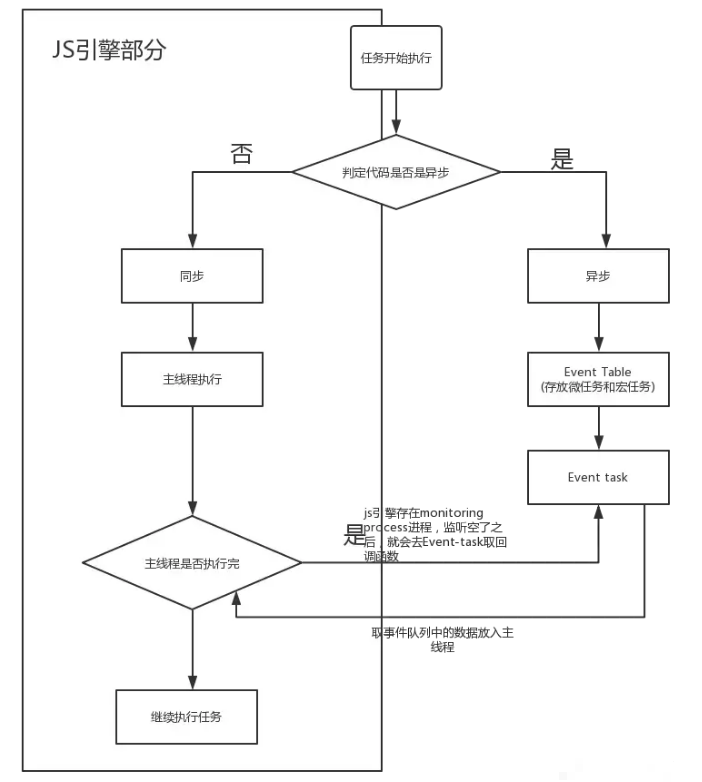 JS引擎部分
任务开始执行
否
是
判定代码是否是异步
同步
异步
主线程执行
Event Table
(存放微任务和宏任务)
Event task
js引擎存在monitoring
process进程，监听空了之
后，就会去Event-task取回
调函数
是
主线程是否执行完
取事件队列中的数据放入主
线程
继续执行任务